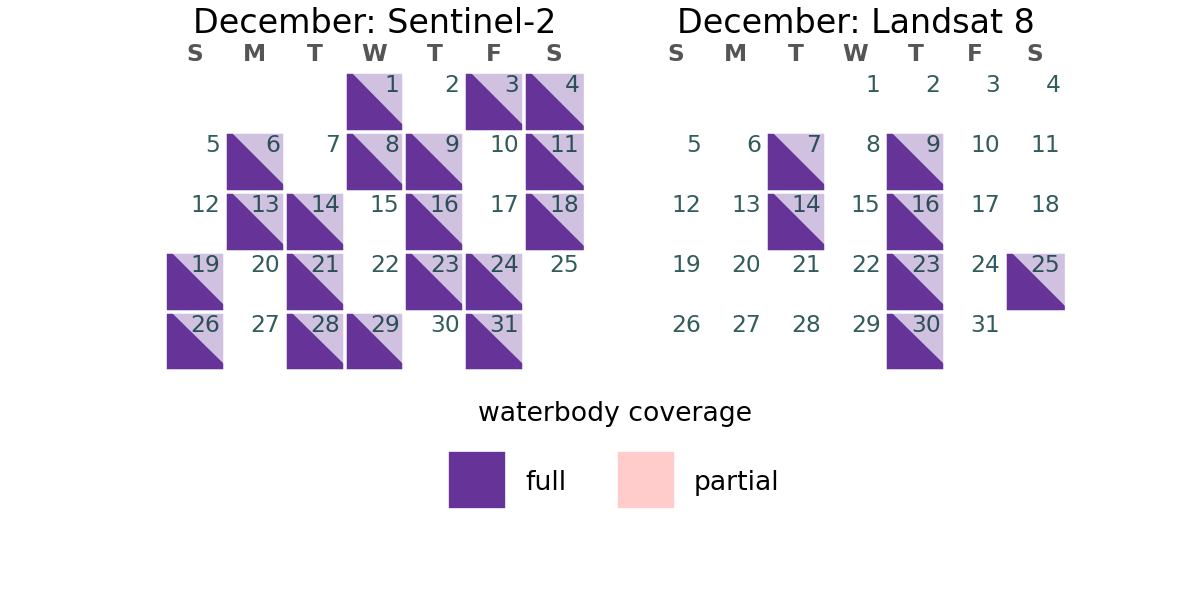 December: Sentinel-2
S M T W T F S
1 2 3 4
5 6 7 8 9 10 11
12 13 14 15 16 17 18
19 20 21 22 23 24 25
26 27 28 29 30 31
December: Landsat 8
S M T W T F S
1 2 3 4
5 6 7 8 9 10 11
12 13 14 15 16 17 18
19 20 21 22 23 24 25
26 27 28 29 30 31
waterbody coverage
full
partial